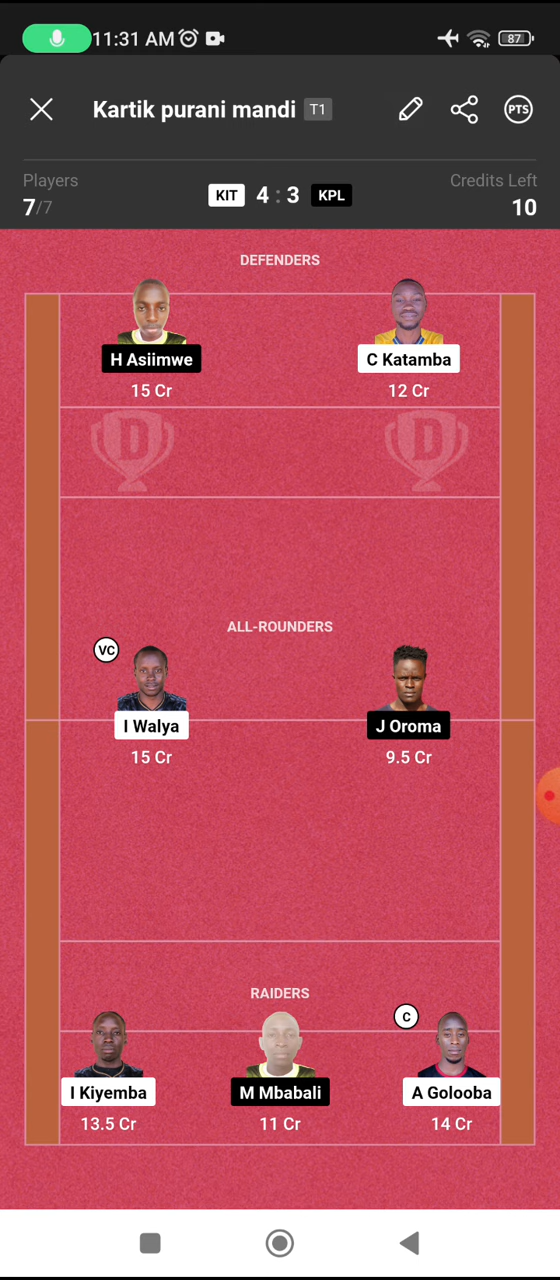 11:31 AM
87
Kartik purani mandi T1
PTS
Players
Credits Left
7/7
KIT 4 : 3 KPL
10
DEFENDERS
H Asiimwe
C Katamba
15 Cr
12 Cr
D
D
ALL-ROUNDERS
VC
I Walya
J Oroma
15 Cr
9.5 Cr
RAIDERS
C
I Kiyemba
M Mbabali
A Golooba
13.5 Cr
11 Cr
14 Cr